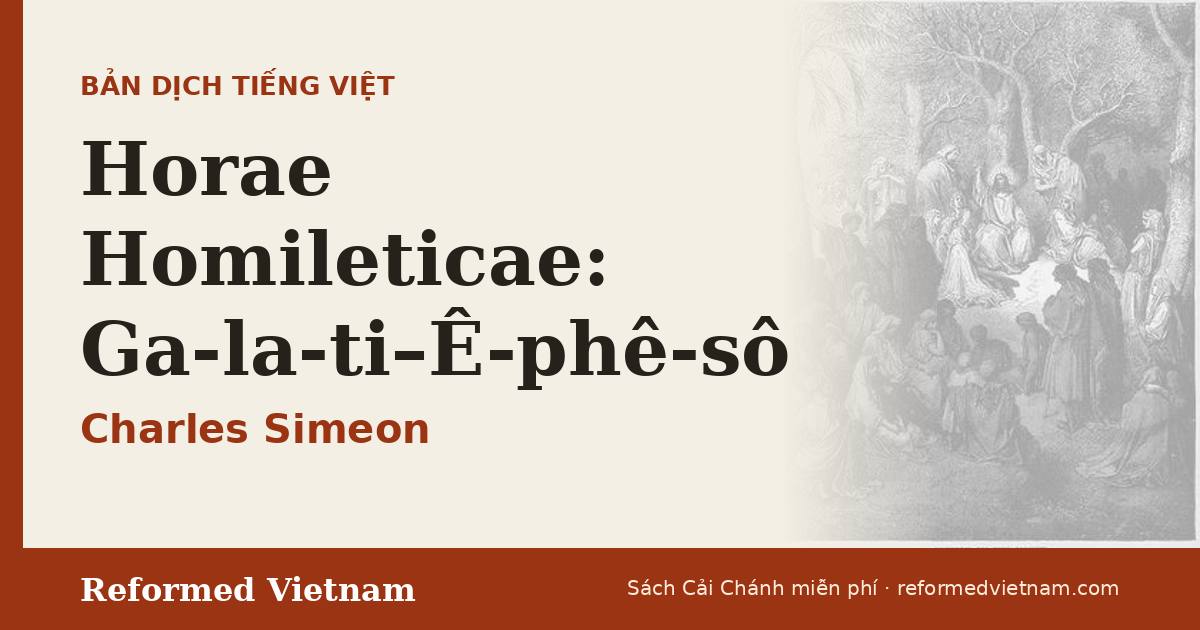 BẢN DỊCH TIẾNG VIỆT
Horae
Homileticae:
Ga-la-ti–Ê-phê-sô
Charles Simeon
Reformed Vietnam
Sách Cải Chánh miễn phí · reformedvietnam.com